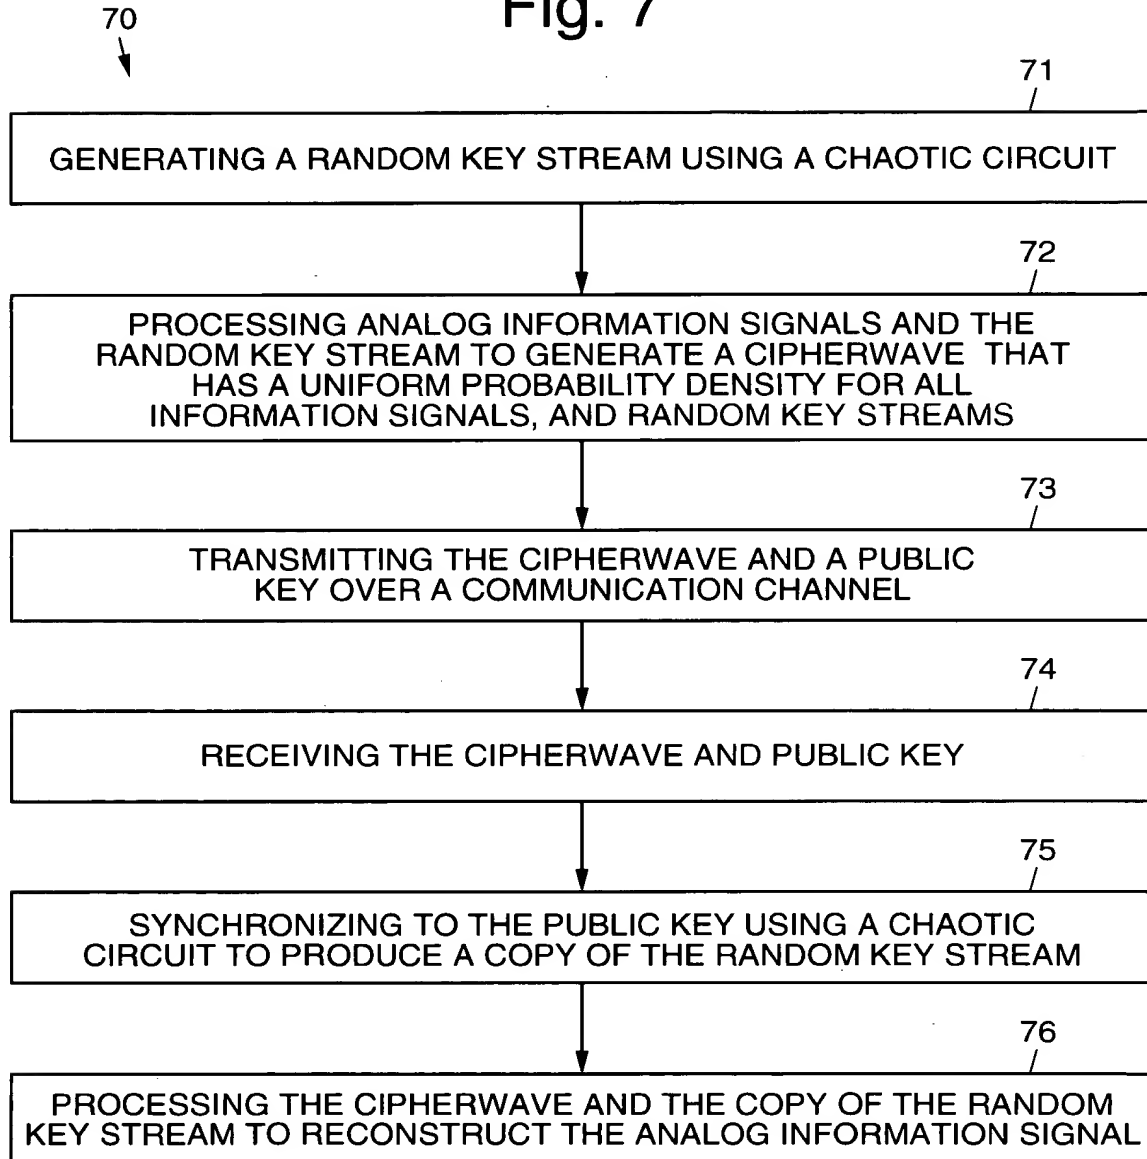 Fig. 7
70
71
GENERATING A RANDOM KEY STREAM USING A CHAOTIC CIRCUIT
72
PROCESSING ANALOG INFORMATION SIGNALS AND THE
RANDOM KEY STREAM TO GENERATE A CIPHERWAVE THAT
HAS A UNIFORM PROBABILITY DENSITY FOR ALL
INFORMATION SIGNALS, AND RANDOM KEY STREAMS
73
TRANSMITTING THE CIPHERWAVE AND A PUBLIC
KEY OVER A COMMUNICATION CHANNEL
74
RECEIVING THE CIPHERWAVE AND PUBLIC KEY
75
SYNCHRONIZING TO THE PUBLIC KEY USING A CHAOTIC
CIRCUIT TO PRODUCE A COPY OF THE RANDOM KEY STREAM
76
PROCESSING THE CIPHERWAVE AND THE COPY OF THE RANDOM
KEY STREAM TO RECONSTRUCT THE ANALOG INFORMATION SIGNAL